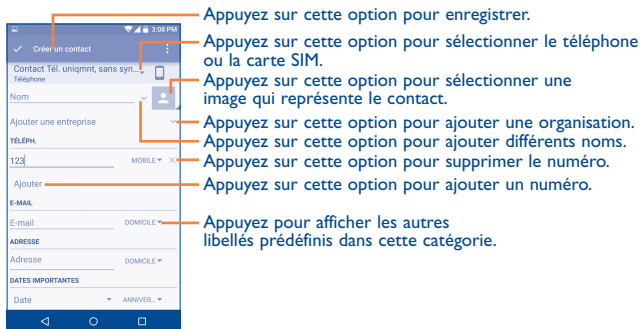 3:08 PM
Créer un contact
Contact Tél. uniqmnt, sans syn...
Téléphone
Nom
Ajouter une entreprise
TÉLÉPH.
123 MOBILE
Ajouter
E-MAIL
E-mail DOMICILE
ADRESSE
Adresse DOMICILE
DATES IMPORTANTES
Date ANNIVER...
Appuyez sur cette option pour enregistrer.
Appuyez sur cette option pour sélectionner le téléphone
ou la carte SIM.
Appuyez sur cette option pour sélectionner une
image qui représente le contact.
Appuyez sur cette option pour ajouter une organisation.
Appuyez sur cette option pour ajouter différents noms.
Appuyez sur cette option pour supprimer le numéro.
Appuyez sur cette option pour ajouter un numéro.
Appuyez pour afficher les autres
libellés prédéfinis dans cette catégorie.